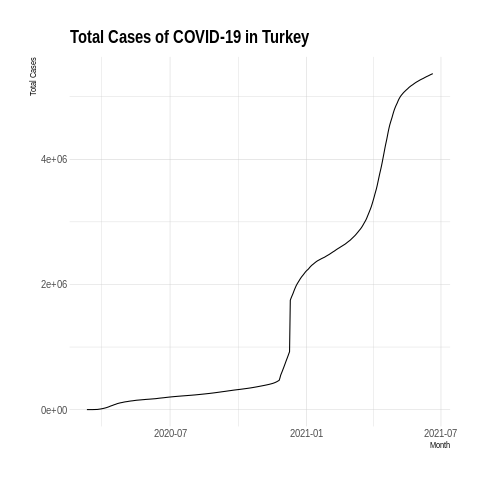 Total Cases of COVID-19 in Turkey
Total Cases
4e+06
2e+06
0e+00
2020-07
2021-01
2021-07
Month